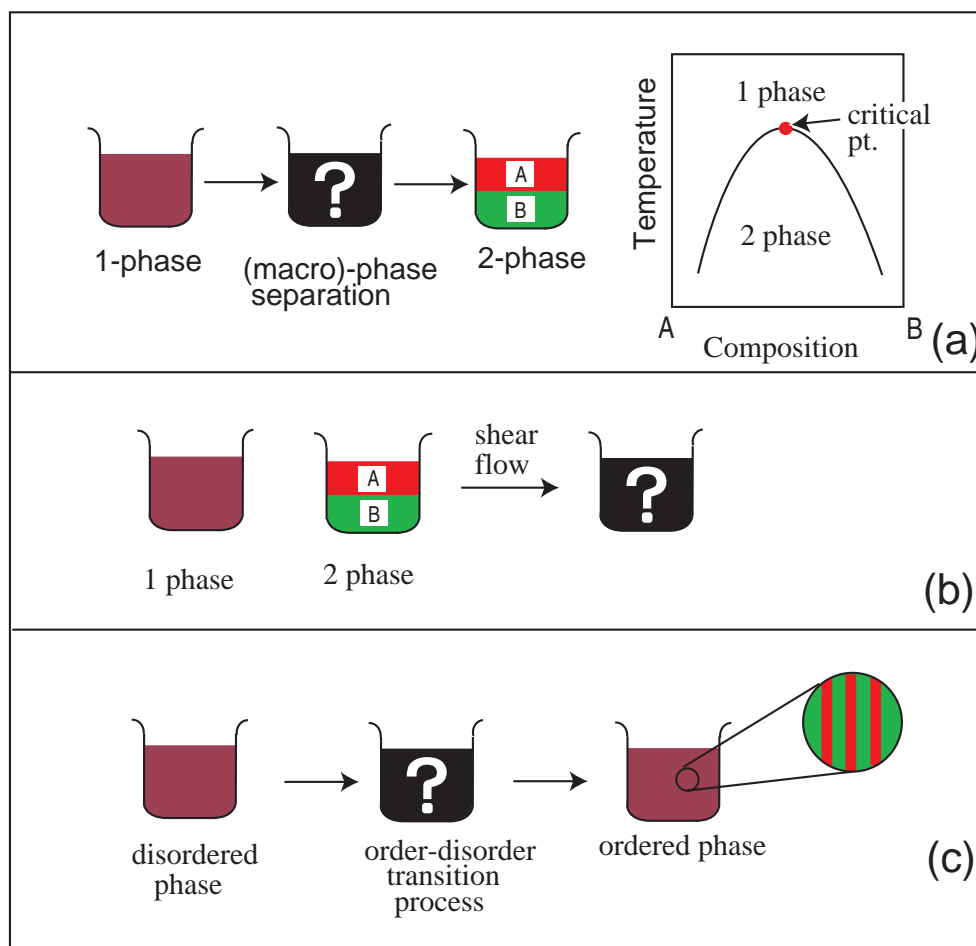 1-phase
?
(macro)-phase
separation
A
B
2-phase
Temperature
1 phase
critical
pt.
2 phase
A
B
Composition
(a)
1 phase
A
B
2 phase
shear
flow
?
(b)
disordered
phase
?
order-disorder
transition
process
ordered phase
(c)